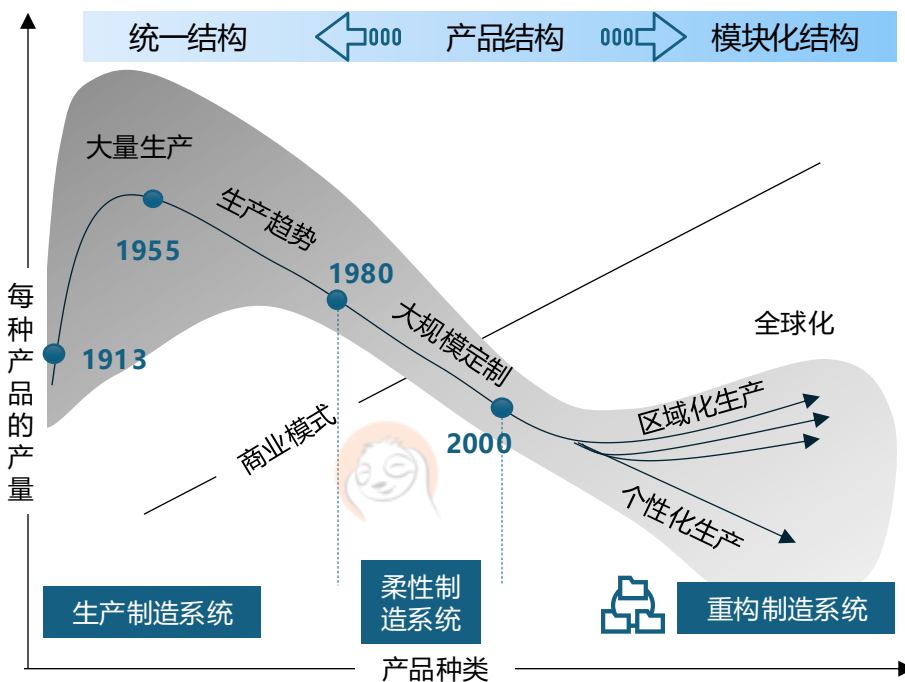 统一结构
产品结构
模块化结构
大量生产
生产趋势
1955
1980
1913
大规模定制
全球化
区域化生产
每种产品的产量
商业模式
2000
个性化生产
生产制造系统
柔性制
造系统
重构制造系统
产品种类